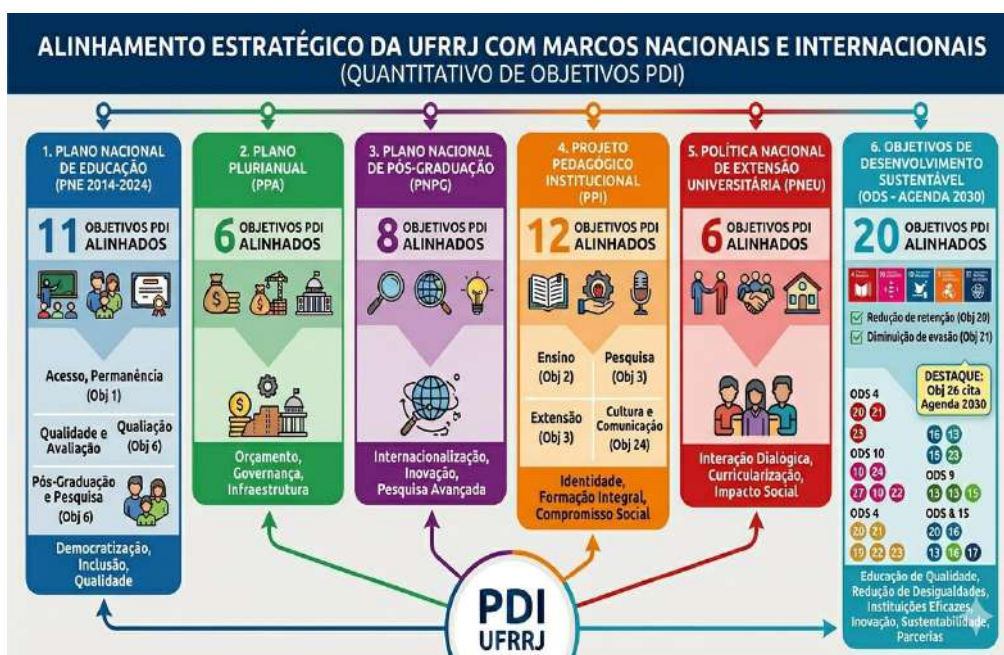 ALINHAMENTO ESTRATÉGICO DA UFRRJ COM MARCOS NACIONAIS E INTERNACIONAIS
(QUANTITATIVO DE OBJETIVOS PDI)
1. PLANO NACIONAL
DE EDUCAÇÃO
(PNE 2014-2024)
11 OBJETIVOS PDI
ALINHADOS
Acesso, Permanência
(Obj 1)
Qualidade e
Avaliação
Qualiação
(Obj 6)
Pós-Graduação
e Pesquisa
(Obj 6)
Democratização,
Inclusão,
Qualidade
2. PLANO
PLURIANUAL
(PPA)
6 OBJETIVOS PDI
ALINHADOS
Orçamento,
Governança,
Infraestrutura
3. PLANO NACIONAL
DE PÓS-GRADUAÇÃO
(PNPG)
8 OBJETIVOS PDI
ALINHADOS
Internacionalização,
Inovação,
Pesquisa Avançada
4. PROJETO
PEDAGÓGICO
INSTITUCIONAL
(PPI)
12 OBJETIVOS PDI
ALINHADOS
Ensino
(Obj 2)
Pesquisa
(Obj 3)
Extensão
(Obj 3)
Cultura e
Comunicação
(Obj 24)
Identidade,
Formação Integral,
Compromisso Social
5. POLÍTICA NACIONAL
DE EXTENSÃO
UNIVERSITÁRIA (PNEU)
6 OBJETIVOS PDI
ALINHADOS
Interação Dialógica,
Curricularização,
Impacto Social
6. OBJETIVOS DE
DESENVOLVIMENTO
SUSTENTÁVEL
(ODS - AGENDA 2030)
20 OBJETIVOS PDI
ALINHADOS
Redução de retenção (Obj 20)
Diminuição de evasão (Obj 21)
DESTAQUE:
Obj 26 cita
Agenda 2030
ODS 4
20 21
23
ODS 10
10 24
27 10 22
ODS 4
20 21
19 22 23
16 13
15 23
ODS 9
13 13 15
ODS & 15
20 16
13 16 17
Educação de Qualidade,
Redução de Desigualdades,
Instituições Eficazes,
Inovação, Sustentabilidade,
Parcerias
PDI
UFRRJ